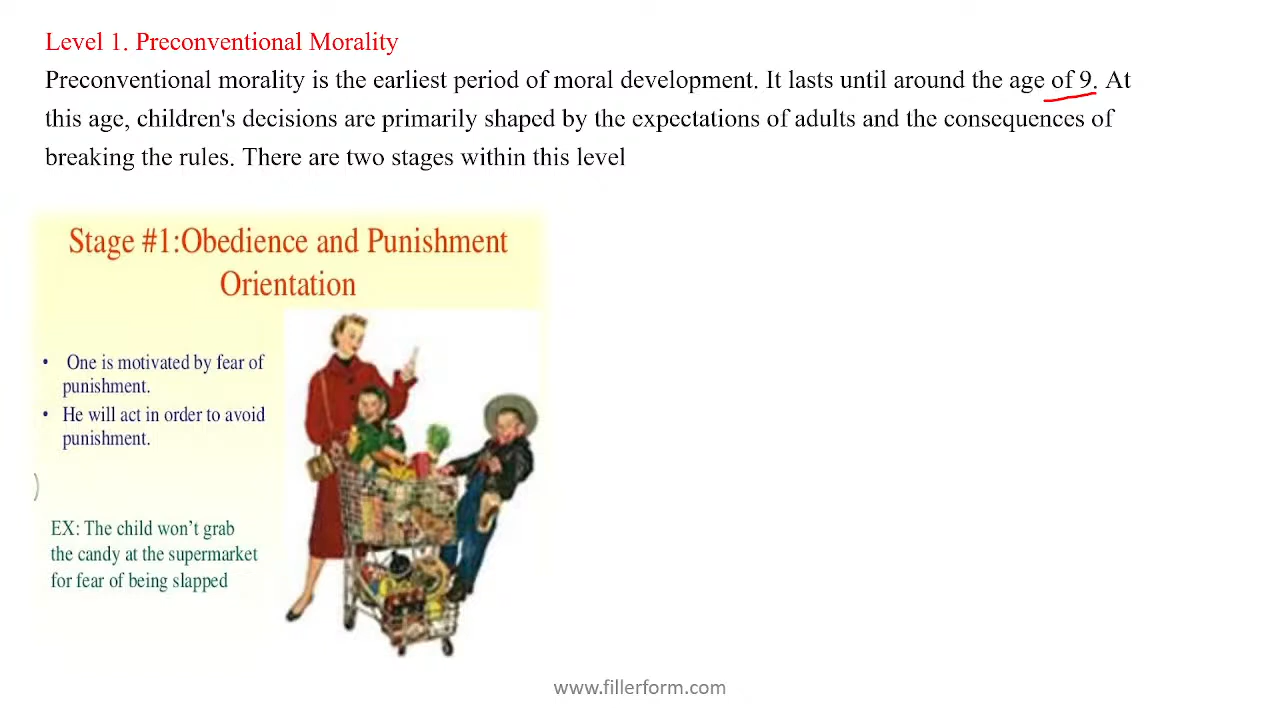 Level 1. Preconventional Morality
Preconventional morality is the earliest period of moral development. It lasts until around the age of 9. At
this age, children's decisions are primarily shaped by the expectations of adults and the consequences of
breaking the rules. There are two stages within this level
Stage #1:Obedience and Punishment
Orientation
• One is motivated by fear of
punishment.
• He will act in order to avoid
punishment.
)
EX: The child won't grab
the candy at the supermarket
for fear of being slapped
www.fillerform.com